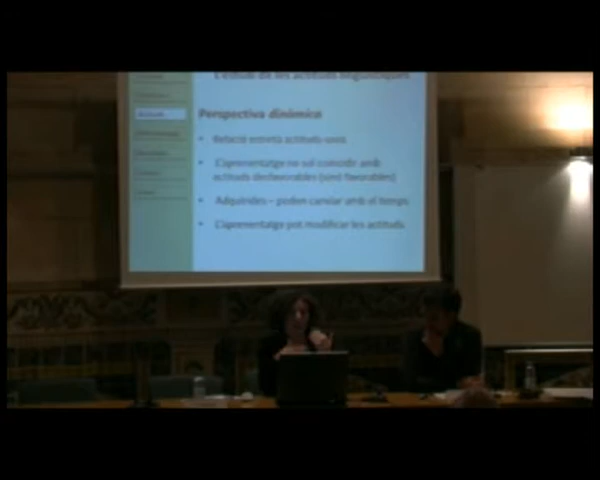 L'estudi de les actituds lingüístiques
Perspectiva dinàmica
• Relació estreta actituds-usos
• L'aprenentatge no sol coincidir amb
actituds desfavorables (sinó favorables)
• Adquirides – poden canviar amb el temps
• L'aprenentatge pot modificar les actituds